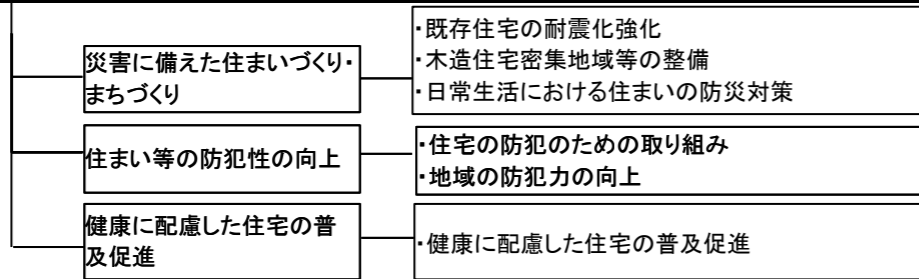 災害に備えた住まいづくり・
まちづくり
・既存住宅の耐震化強化
・木造住宅密集地域等の整備
・日常生活における住まいの防災対策
住まい等の防犯性の向上
・住宅の防犯のための取り組み
・地域の防犯力の向上
健康に配慮した住宅の普
及促進
・健康に配慮した住宅の普及促進